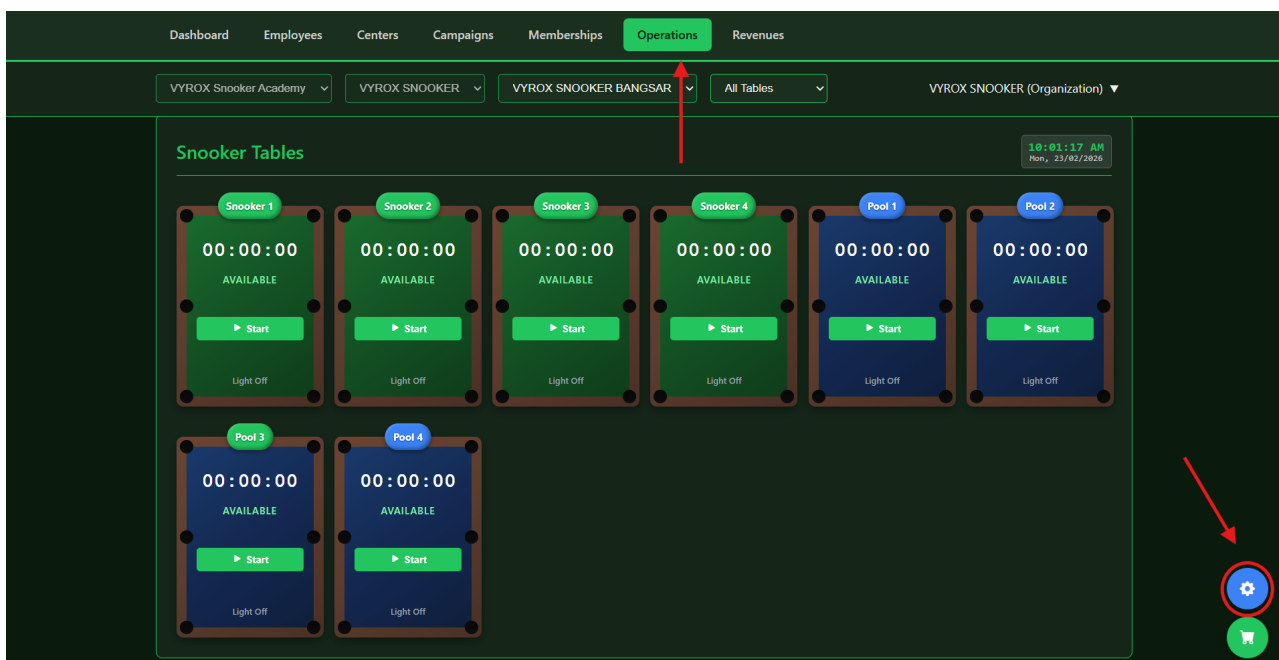 Dashboard Employees Centers Campaigns Memberships Operations Revenues
VYROX Snooker Academy VYROX SNOOKER VYROX SNOOKER BANGSAR All Tables VYROX SNOOKER (Organization) ▼
Snooker Tables
10:01:17 AM
Mon, 23/02/2026
Snooker 1 Snooker 2 Snooker 3 Snooker 4 Pool 1 Pool 2
00:00:00 00:00:00 00:00:00 00:00:00 00:00:00 00:00:00
AVAILABLE AVAILABLE AVAILABLE AVAILABLE AVAILABLE AVAILABLE
Start Start Start Start Start Start
Light Off Light Off Light Off Light Off Light Off Light Off
Pool 3 Pool 4
00:00:00 00:00:00
AVAILABLE AVAILABLE
Start Start
Light Off Light Off